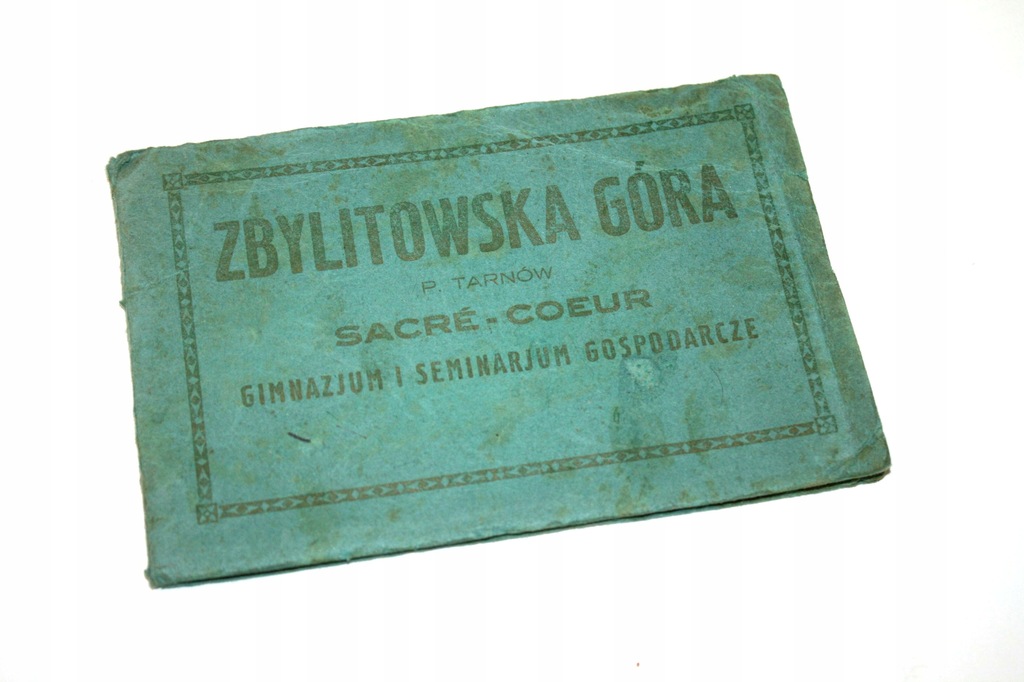 ZBYLITOWSKA GÓRA
P. TARNÓW
SACRÉ-COEUR
GIMNAZJUM I SEMINARJUM GOSPODARCZE